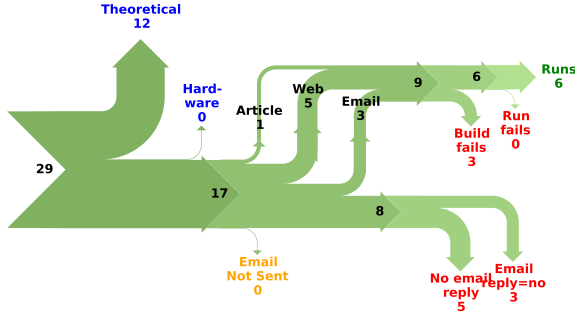 Theoretical
12
Hard-
ware
0
Article
1
Web
5
Email
3
9
6
Runs
6
Build
fails
3
Run
fails
0
29
17
8
Email
Not Sent
0
No email
reply
5
Email
reply=no
3